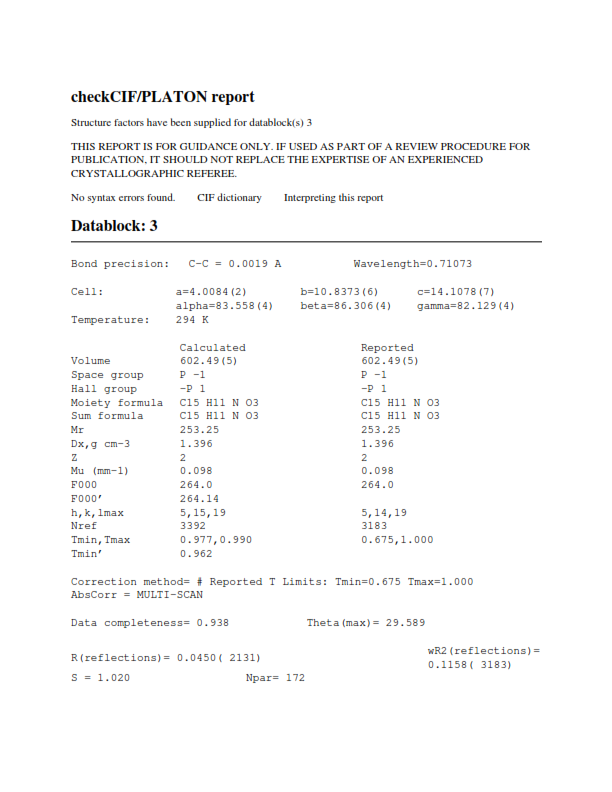 checkCIF/PLATON report
Structure factors have been supplied for datablock(s) 3
THIS REPORT IS FOR GUIDANCE ONLY. IF USED AS PART OF A REVIEW PROCEDURE FOR
PUBLICATION, IT SHOULD NOT REPLACE THE EXPERTISE OF AN EXPERIENCED
CRYSTALLOGRAPHIC REFEREE.
No syntax errors found. CIF dictionary Interpreting this report
Datablock: 3
Bond precision: C-C = 0.0019 A Wavelength=0.71073
Cell: a=4.0084(2) b=10.8373(6) c=14.1078(7)
alpha=83.558(4) beta=86.306(4) gamma=82.129(4)
Temperature: 294 K
Calculated Reported
Volume 602.49(5) 602.49(5)
Space group P -1 P -1
Hall group -P 1 -P 1
Moiety formula C15 H11 N O3 C15 H11 N O3
Sum formula C15 H11 N O3 C15 H11 N O3
Mr 253.25 253.25
Dx,g cm-3 1.396 1.396
Z 2 2
Mu (mm-1) 0.098 0.098
F000 264.0 264.0
F000' 264.14
h,k,lmax 5,15,19 5,14,19
Nref 3392 3183
Tmin,Tmax 0.977,0.990 0.675,1.000
Tmin' 0.962
Correction method= # Reported T Limits: Tmin=0.675 Tmax=1.000
AbsCorr = MULTI-SCAN
Data completeness= 0.938 Theta(max)= 29.589
R(reflections)= 0.0450( 2131) wR2(reflections)=
0.1158( 3183)
S = 1.020 Npar= 172